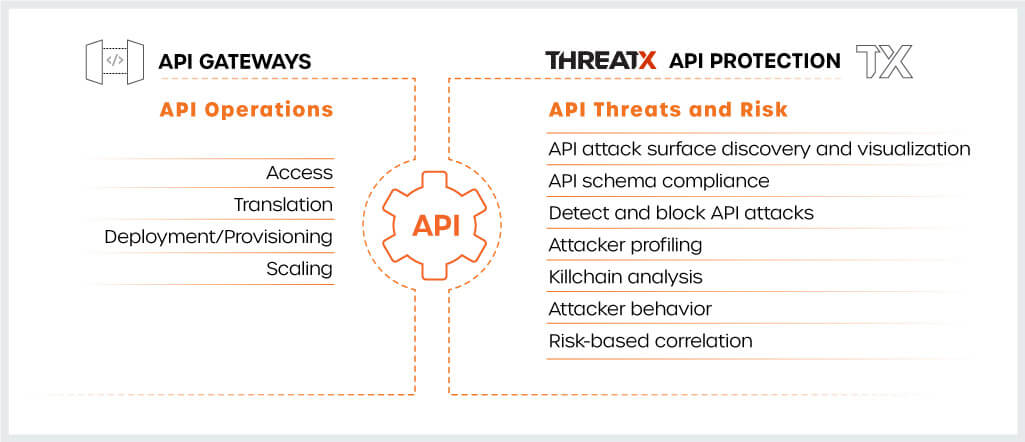 </>
API GATEWAYS
API Operations
Access
Translation
Deployment/Provisioning
Scaling
API
THREATX API PROTECTION TX
API Threats and Risk
API attack surface discovery and visualization
API schema compliance
Detect and block API attacks
Attacker profiling
Killchain analysis
Attacker behavior
Risk-based correlation